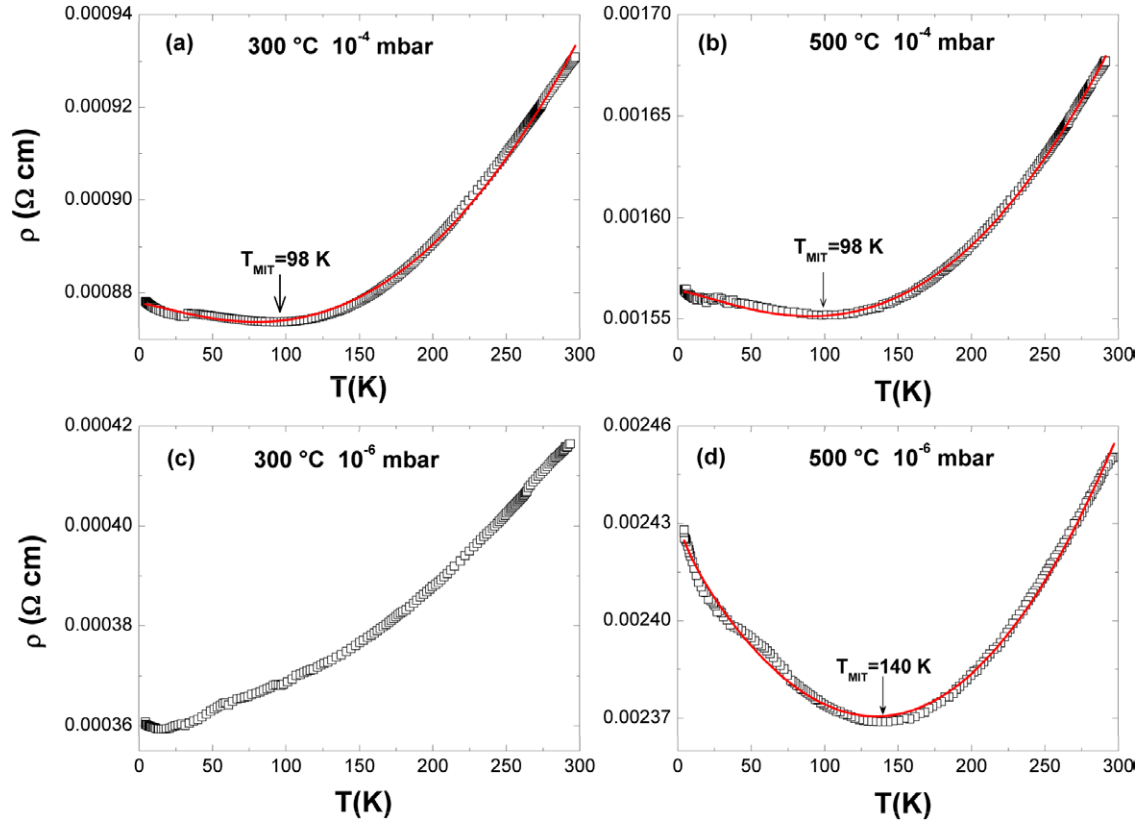 (a) 300 °C 10⁻⁴ mbar
ρ (Ω cm)
0.00094
0.00092
0.00090
0.00088
T_MIT=98 K
0 50 100 150 200 250 300
T(K)
(b) 500 °C 10⁻⁴ mbar
0.00170
0.00165
0.00160
0.00155
T_MIT=98 K
0 50 100 150 200 250 300
T(K)
(c) 300 °C 10⁻⁶ mbar
ρ (Ω cm)
0.00042
0.00040
0.00038
0.00036
0 50 100 150 200 250 300
T(K)
(d) 500 °C 10⁻⁶ mbar
0.00246
0.00243
0.00240
0.00237
T_MIT=140 K
0 50 100 150 200 250 300
T(K)